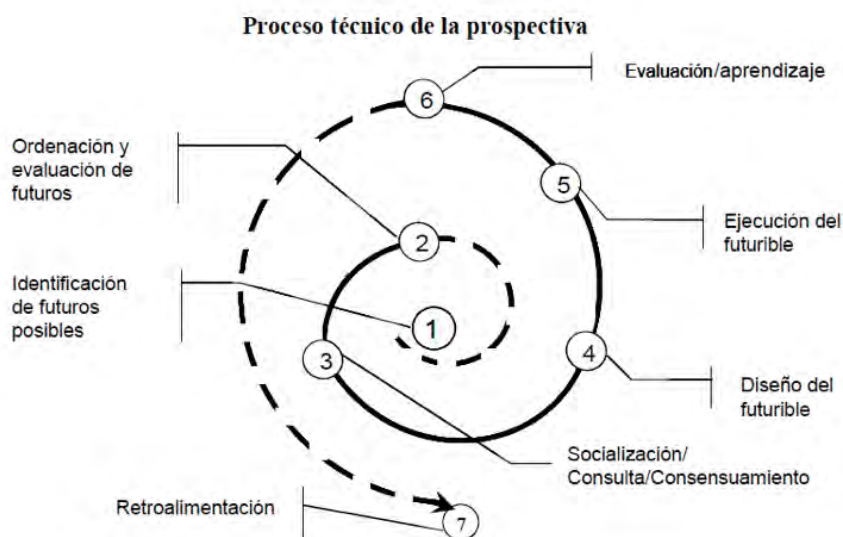 Proceso técnico de la prospectiva
6
Evaluación/aprendizaje
Ordenación y
evaluación de
futuros
5
Ejecución del
futurible
2
Identificación
de futuros
posibles
1
3
4
Diseño del
futurible
Socialización/
Consulta/Consensuamiento
Retroalimentación
7